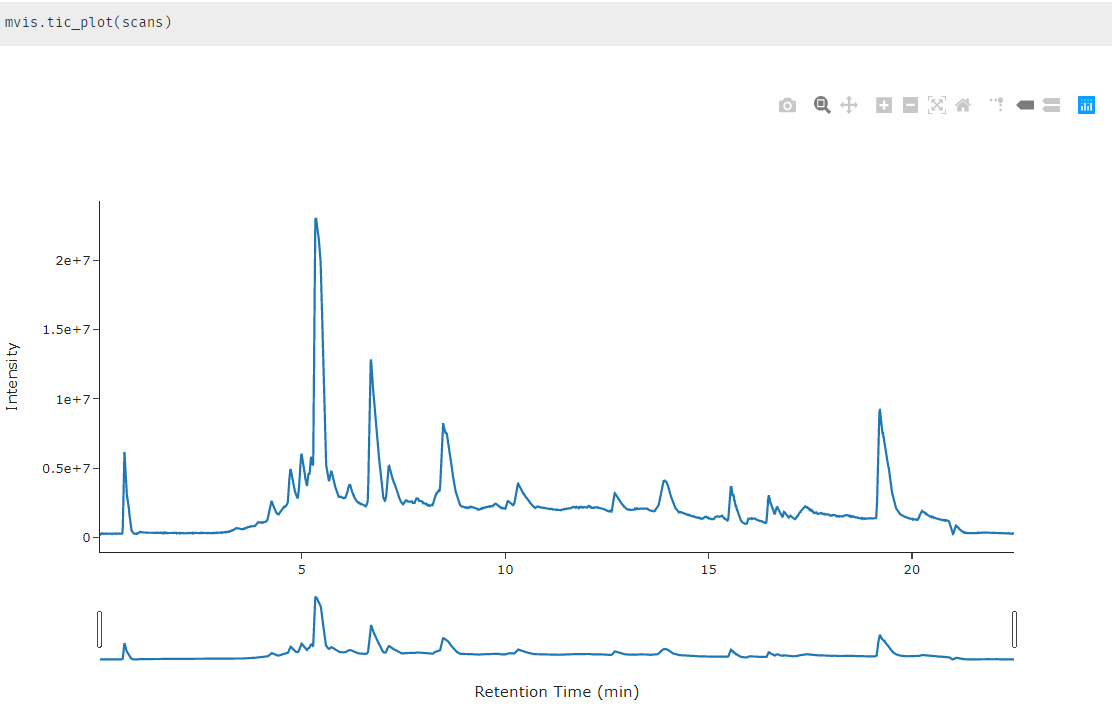 mvis.tic_plot(scans)
2e+7
1.5e+7
1e+7
0.5e+7
0
Intensity
5 10 15 20
Retention Time (min)